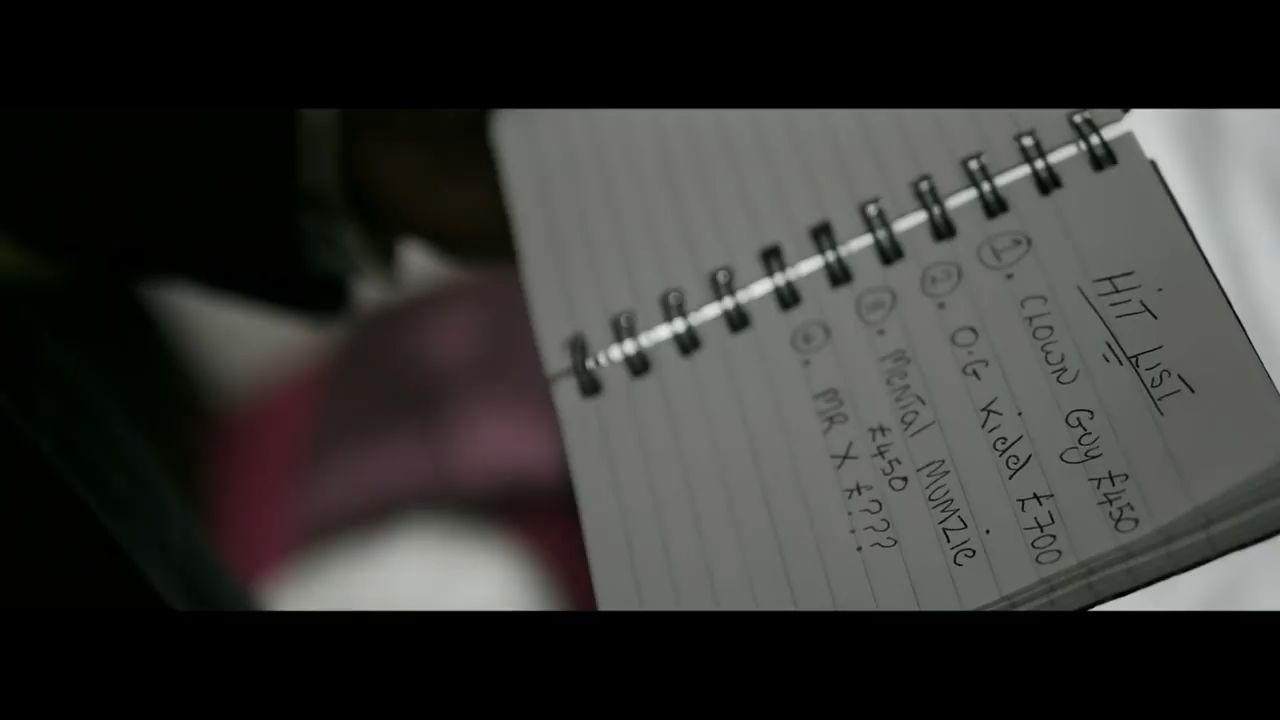 HiT LiST
1. CLOWN GUY £450
2. O.G Kidd £700
3. MENTAL MUMZIE
£450
4. MR X £???